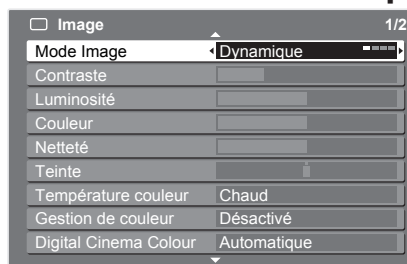 Image 1/2
Mode Image Dynamique
Contraste
Luminosité
Couleur
Netteté
Teinte
Température couleur Chaud
Gestion de couleur Désactivé
Digital Cinema Colour Automatique